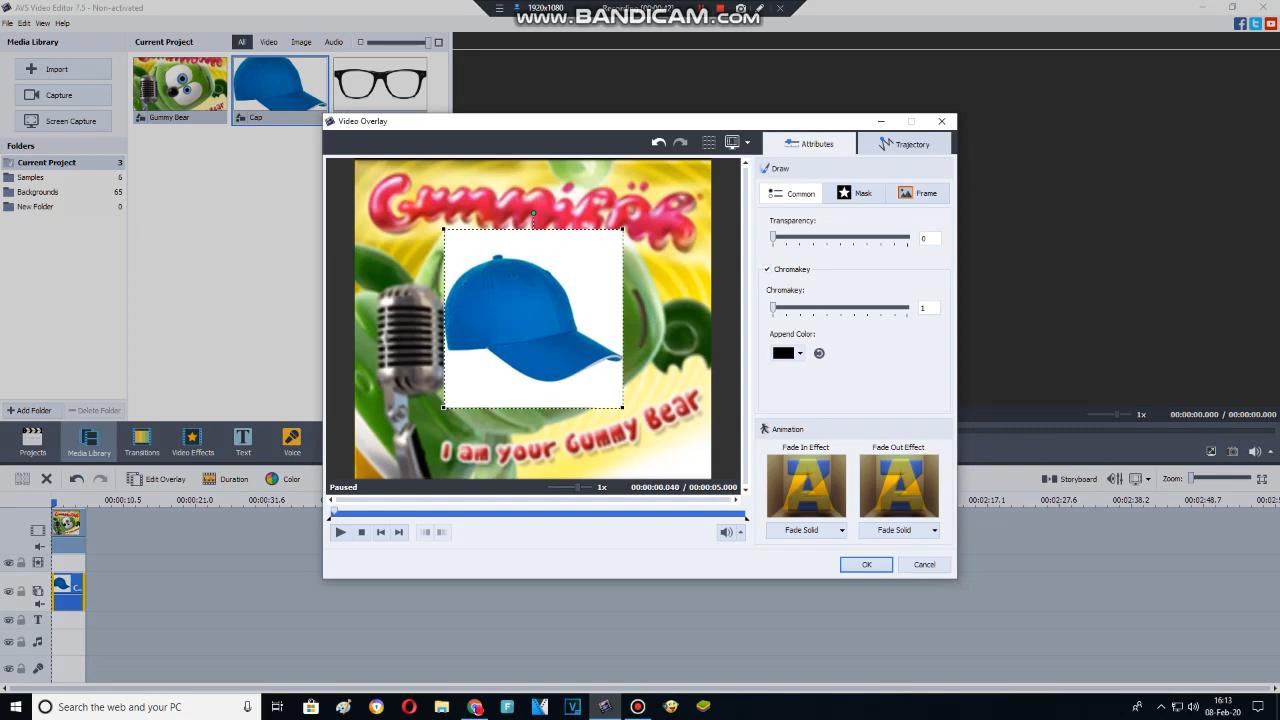 AVS Video Editor 7.5 - Non-activated
1920x1080
www.BANDICAM.com
File Edit View
Media Library
Current Project
All
Video
Image
Audio
Import
Capture
Screen Capture
Gummy Bear
Cap
Folders
Current Project 3
Samples 6
Backgrounds 65
New Folder 0
Add Folder
Delete Folder
Video Overlay
Attributes
Trajectory
Draw
Common
Mask
Frame
Transparency:
0
Chromakey
Chromakey:
1
Append Color:
Gummibär
I am your Gummy Bear
Animation
Fade In Effect
Fade Out Effect
Fade Solid
Fade Solid
Paused
1x
00:00:00.040 / 00:00:05.000
OK
Cancel
1x
00:00:00.000 / 00:00:00.000
Projects
Media Library
Transitions
Video Effects
Text
Voice
Edit Overlay
Duration
Color
Storyboard
Zoom:
00:00:10.5
00:00:21.0
00:00:31.6
00:02:17.1
00:02:27.6
00:02:38.2
00:02:48.7
C...
T
Search the web and your PC
16:13
08-Feb-20